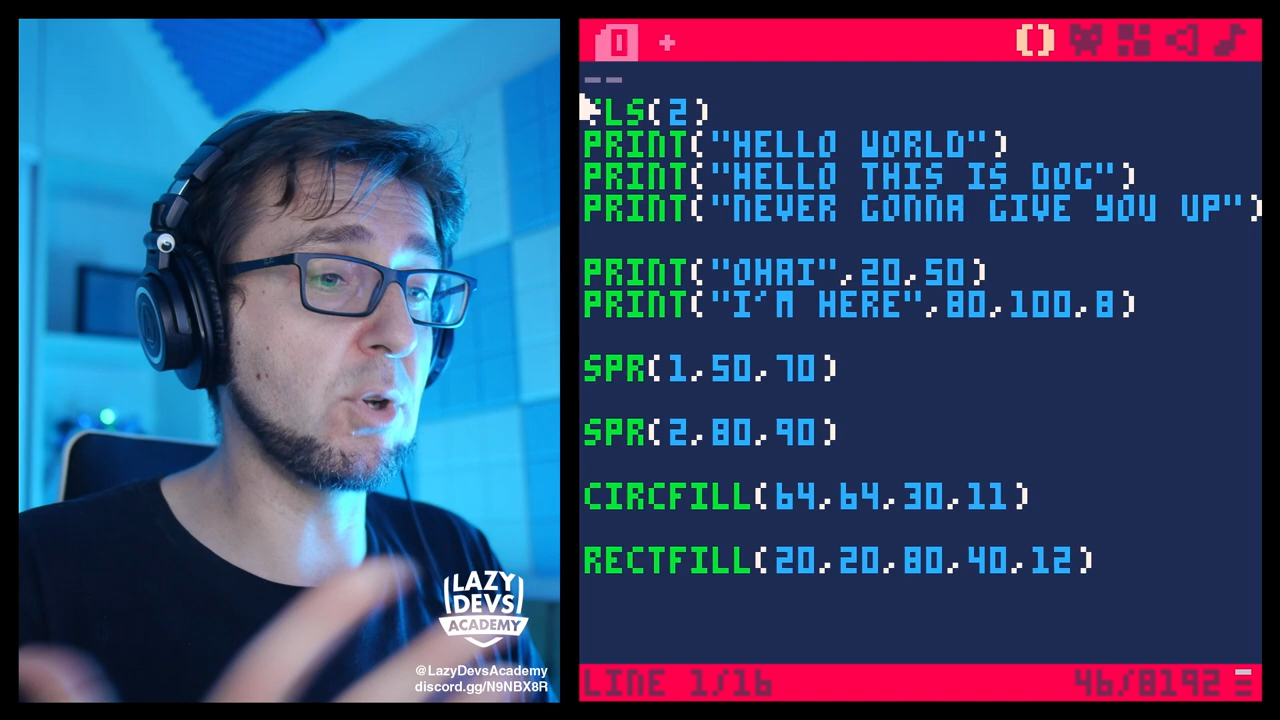 0 +
--
CLS(2)
PRINT("HELLO WORLD")
PRINT("HELLO THIS IS DOG")
PRINT("NEVER GONNA GIVE YOU UP")
PRINT("OHAI",20,50)
PRINT("I'M HERE",80,100,8)
SPR(1,50,70)
SPR(2,80,90)
CIRCFILL(64,64,30,11)
RECTFILL(20,20,80,40,12)
LINE 1/16 46/8192
LAZY
DEVS
ACADEMY
@LazyDevsAcademy
discord.gg/N9NBX8R